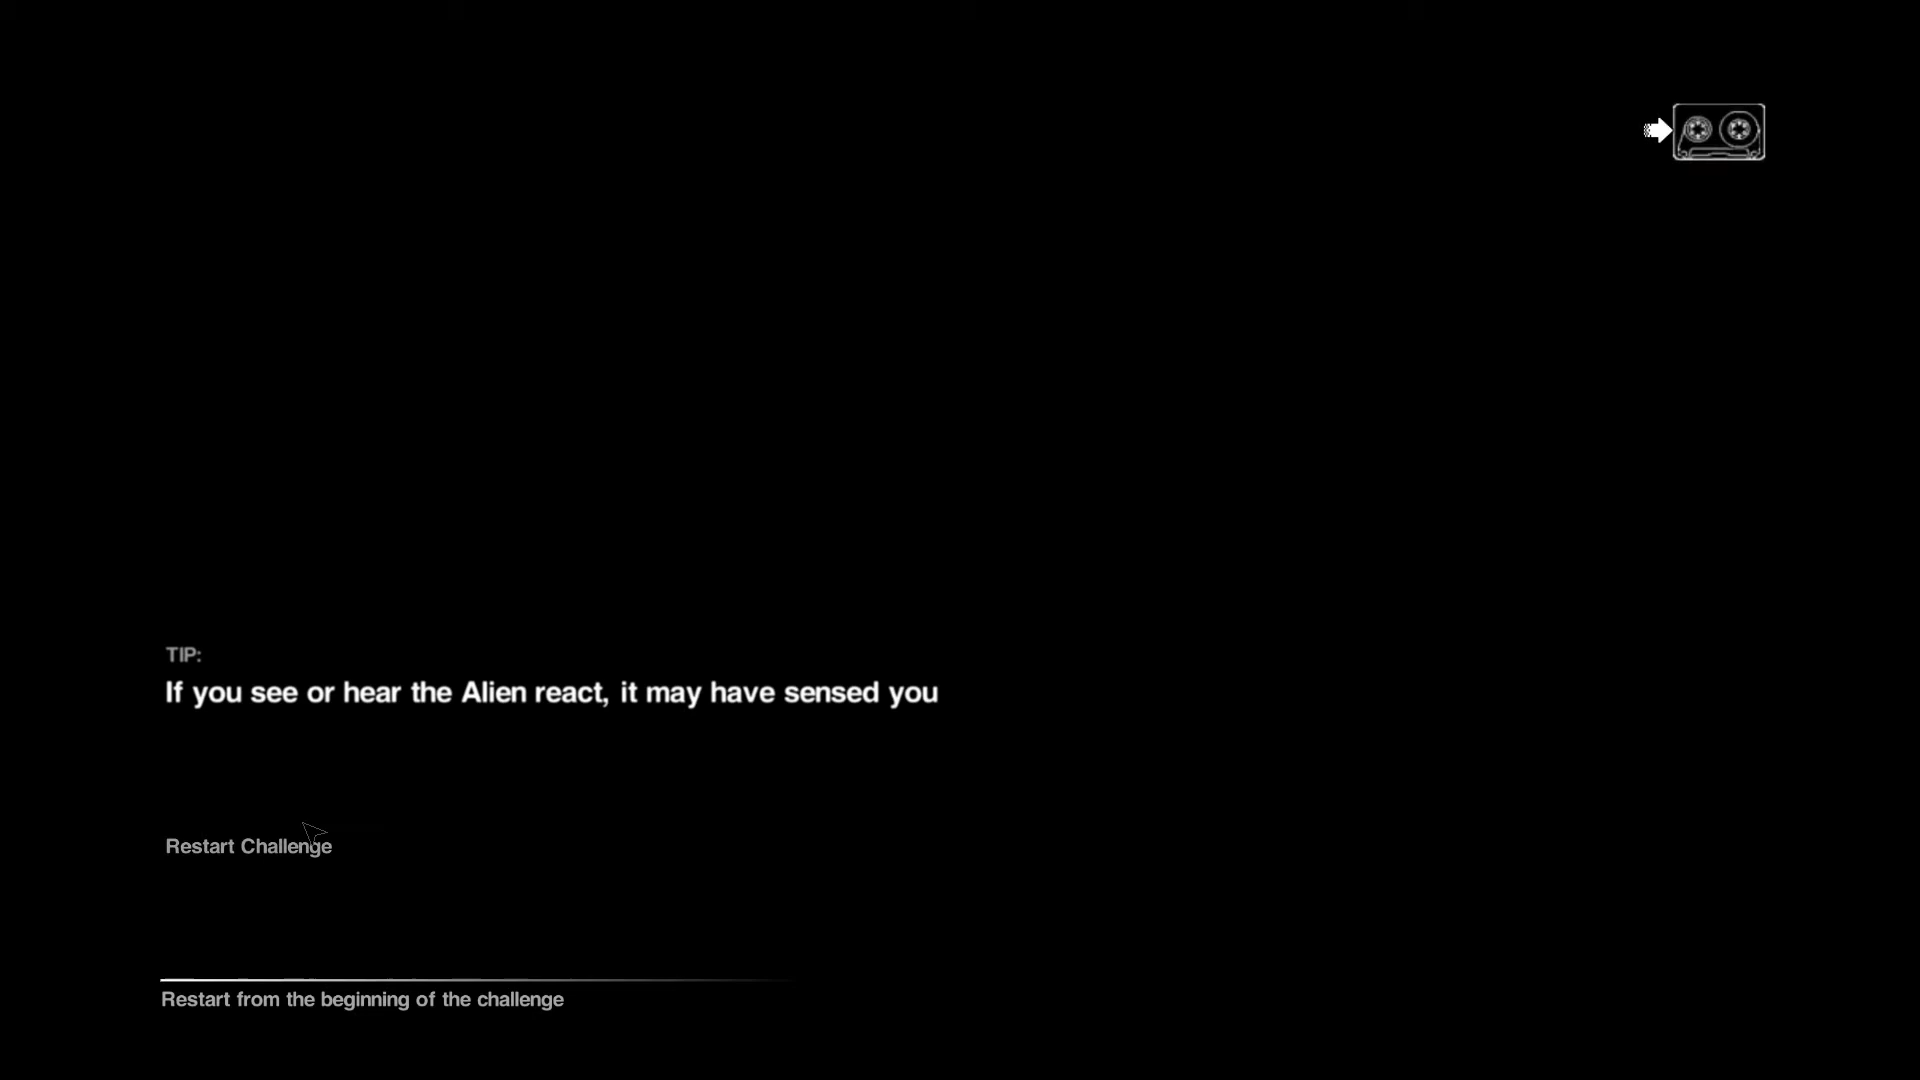 TIP:
If you see or hear the Alien react, it may have sensed you
Restart Challenge
Restart from the beginning of the challenge